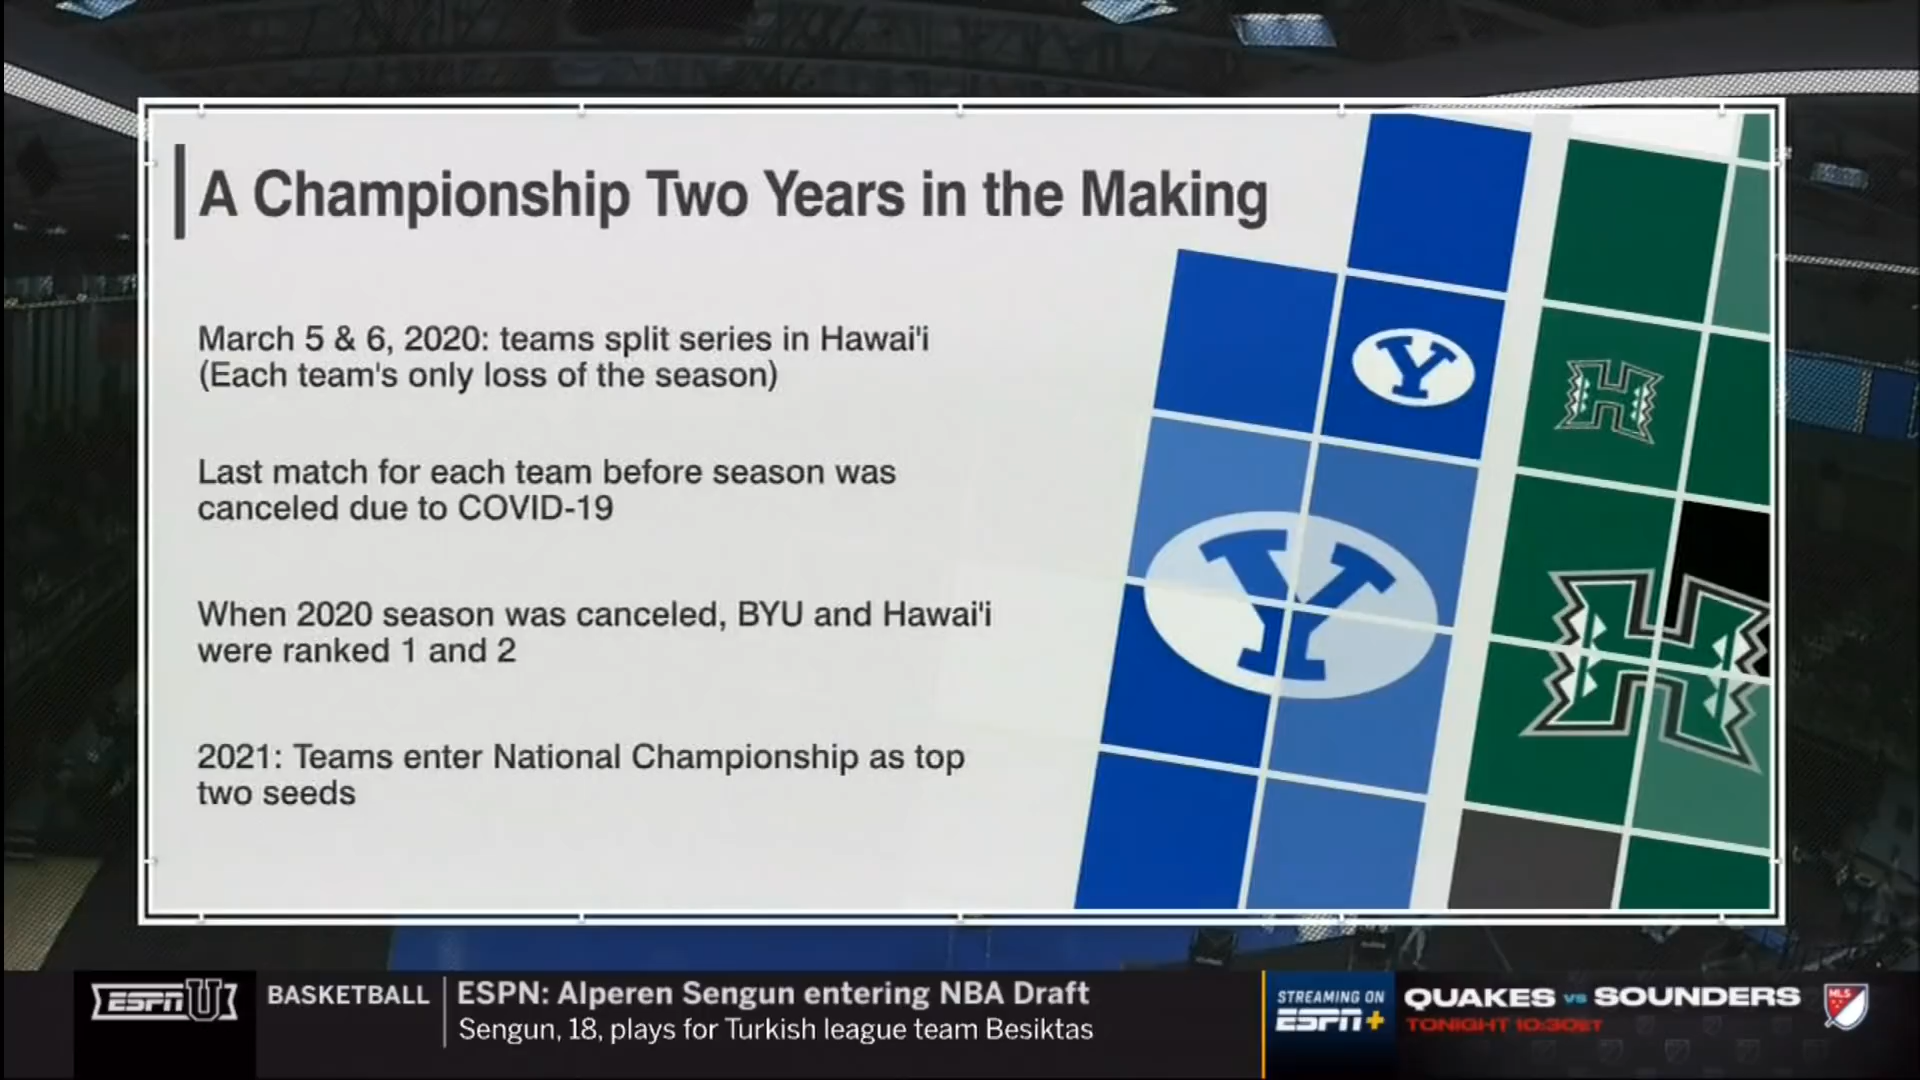 A Championship Two Years in the Making
March 5 & 6, 2020: teams split series in Hawai'i
(Each team's only loss of the season)
Last match for each team before season was
canceled due to COVID-19
When 2020 season was canceled, BYU and Hawai'i
were ranked 1 and 2
2021: Teams enter National Championship as top
two seeds
Y
H
Y
H
ESPNU
BASKETBALL
ESPN: Alperen Sengun entering NBA Draft
Sengun, 18, plays for Turkish league team Besiktas
STREAMING ON
ESPN+
QUAKES vs SOUNDERS
TONIGHT 10:30ET
MLS